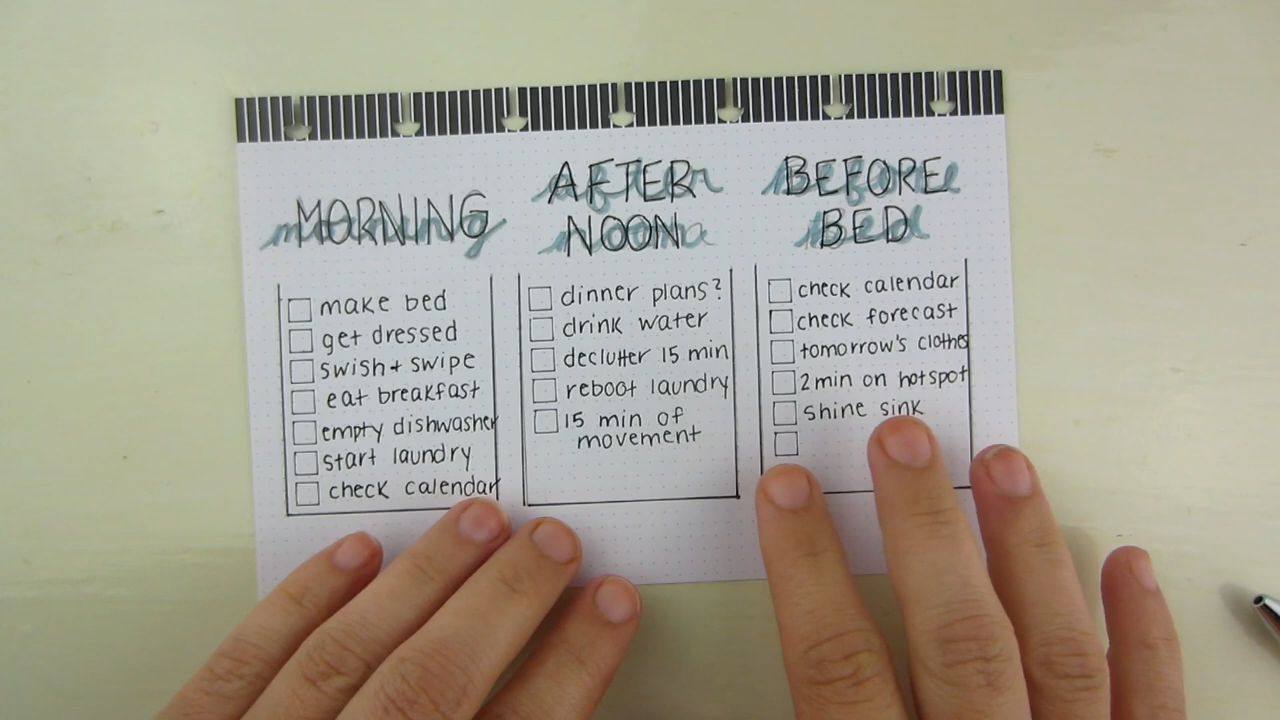 MORNING
make bed
get dressed
swish + swipe
eat breakfast
empty dishwasher
start laundry
check calendar
AFTER
NOON
dinner plans?
drink water
declutter 15 min
reboot laundry
15 min of
movement
BEFORE
BED
check calendar
check forecast
tomorrow's clothes
2 min on hotspot
shine sink